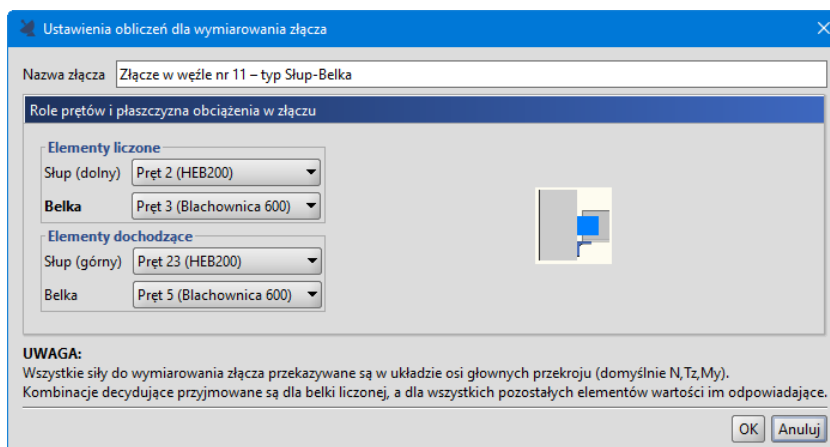 Ustawienia obliczeń dla wymiarowania złącza
Nazwa złącza Złącze w węźle nr 11 – typ Słup-Belka
Role prętów i płaszczyzna obciążenia w złączu
Elementy liczone
Słup (dolny) Pręt 2 (HEB200)
Belka Pręt 3 (Blachownica 600)
Elementy dochodzące
Słup (górny) Pręt 23 (HEB200)
Belka Pręt 5 (Blachownica 600)
UWAGA:
Wszystkie siły do wymiarowania złącza przekazywane są w układzie osi głownych przekroju (domyślnie N,Tz,My).
Kombinacje decydujące przyjmowane są dla belki liczonej, a dla wszystkich pozostałych elementów wartości im odpowiadające.
OK Anuluj